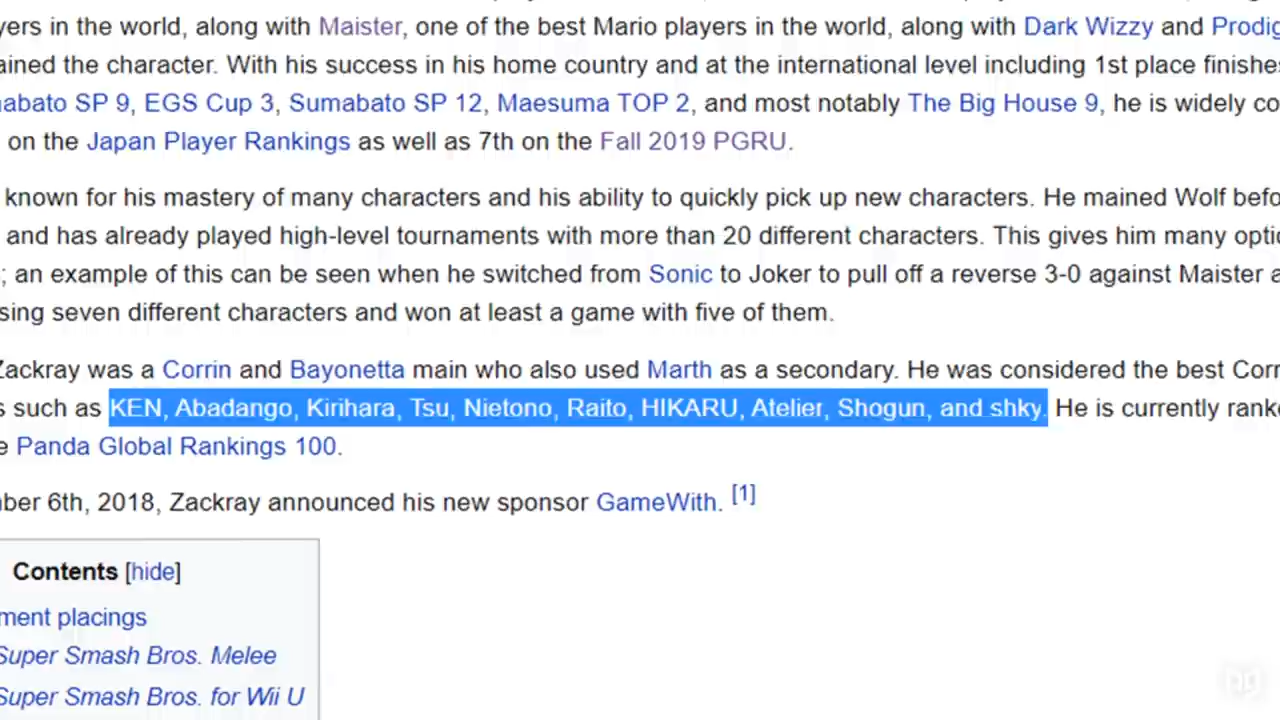 yers in the world, along with Maister, one of the best Mario players in the world, along with Dark Wizzy and Prodig
ained the character. With his success in his home country and at the international level including 1st place finishes
abato SP 9, EGS Cup 3, Sumabato SP 12, Maesuma TOP 2, and most notably The Big House 9, he is widely co
on the Japan Player Rankings as well as 7th on the Fall 2019 PGRU.
known for his mastery of many characters and his ability to quickly pick up new characters. He mained Wolf befo
and has already played high-level tournaments with more than 20 different characters. This gives him many optio
; an example of this can be seen when he switched from Sonic to Joker to pull off a reverse 3-0 against Maister a
sing seven different characters and won at least a game with five of them.
Zackray was a Corrin and Bayonetta main who also used Marth as a secondary. He was considered the best Corr
s such as KEN, Abadango, Kirihara, Tsu, Nietono, Raito, HIKARU, Atelier, Shogun, and shky. He is currently ranke
e Panda Global Rankings 100.
ber 6th, 2018, Zackray announced his new sponsor GameWith. [1]
Contents [hide]
ment placings
Super Smash Bros. Melee
Super Smash Bros. for Wii U